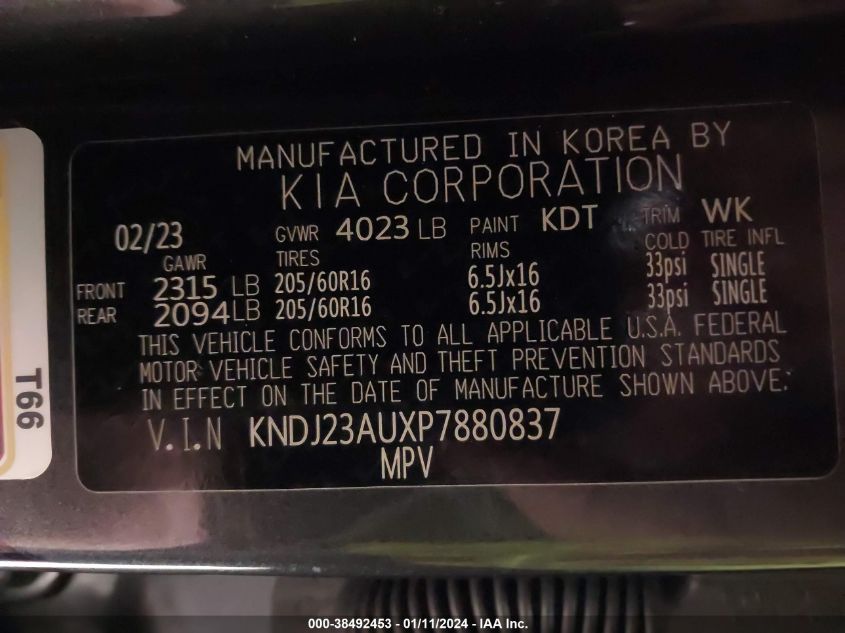 MANUFACTURED IN KOREA BY
KIA CORPORATION
02/23 GVWR 4023 LB PAINT KDT TRIM WK
GAWR TIRES RIMS COLD TIRE INFL
FRONT 2315 LB 205/60R16 6.5Jx16 33psi SINGLE
REAR 2094 LB 205/60R16 6.5Jx16 33psi SINGLE
THIS VEHICLE CONFORMS TO ALL APPLICABLE U.S.A. FEDERAL
MOTOR VEHICLE SAFETY AND THEFT PREVENTION STANDARDS
IN EFFECT ON THE DATE OF MANUFACTURE SHOWN ABOVE.
V.I.N KNDJ23AUXP7880837
MPV
T66
000-38492453 - 01/11/2024 - IAA Inc.